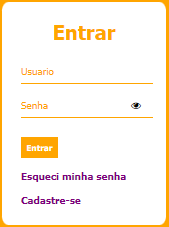 Entrar
Usuario
Senha
Entrar
Esqueci minha senha
Cadastre-se